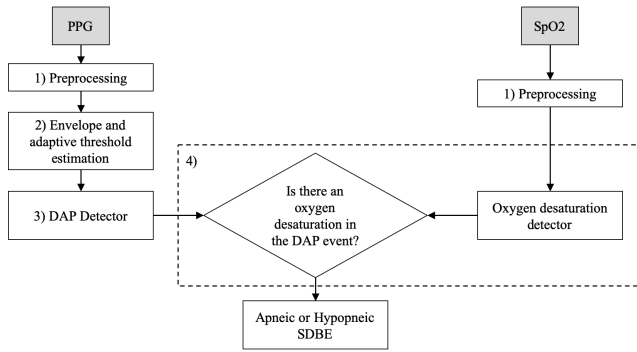 PPG
SpO2
1) Preprocessing
1) Preprocessing
2) Envelope and
adaptive threshold
estimation
4)
3) DAP Detector
Is there an
oxygen
desaturation in
the DAP event?
Oxygen desaturation
detector
Apneic or Hypopneic
SDBE